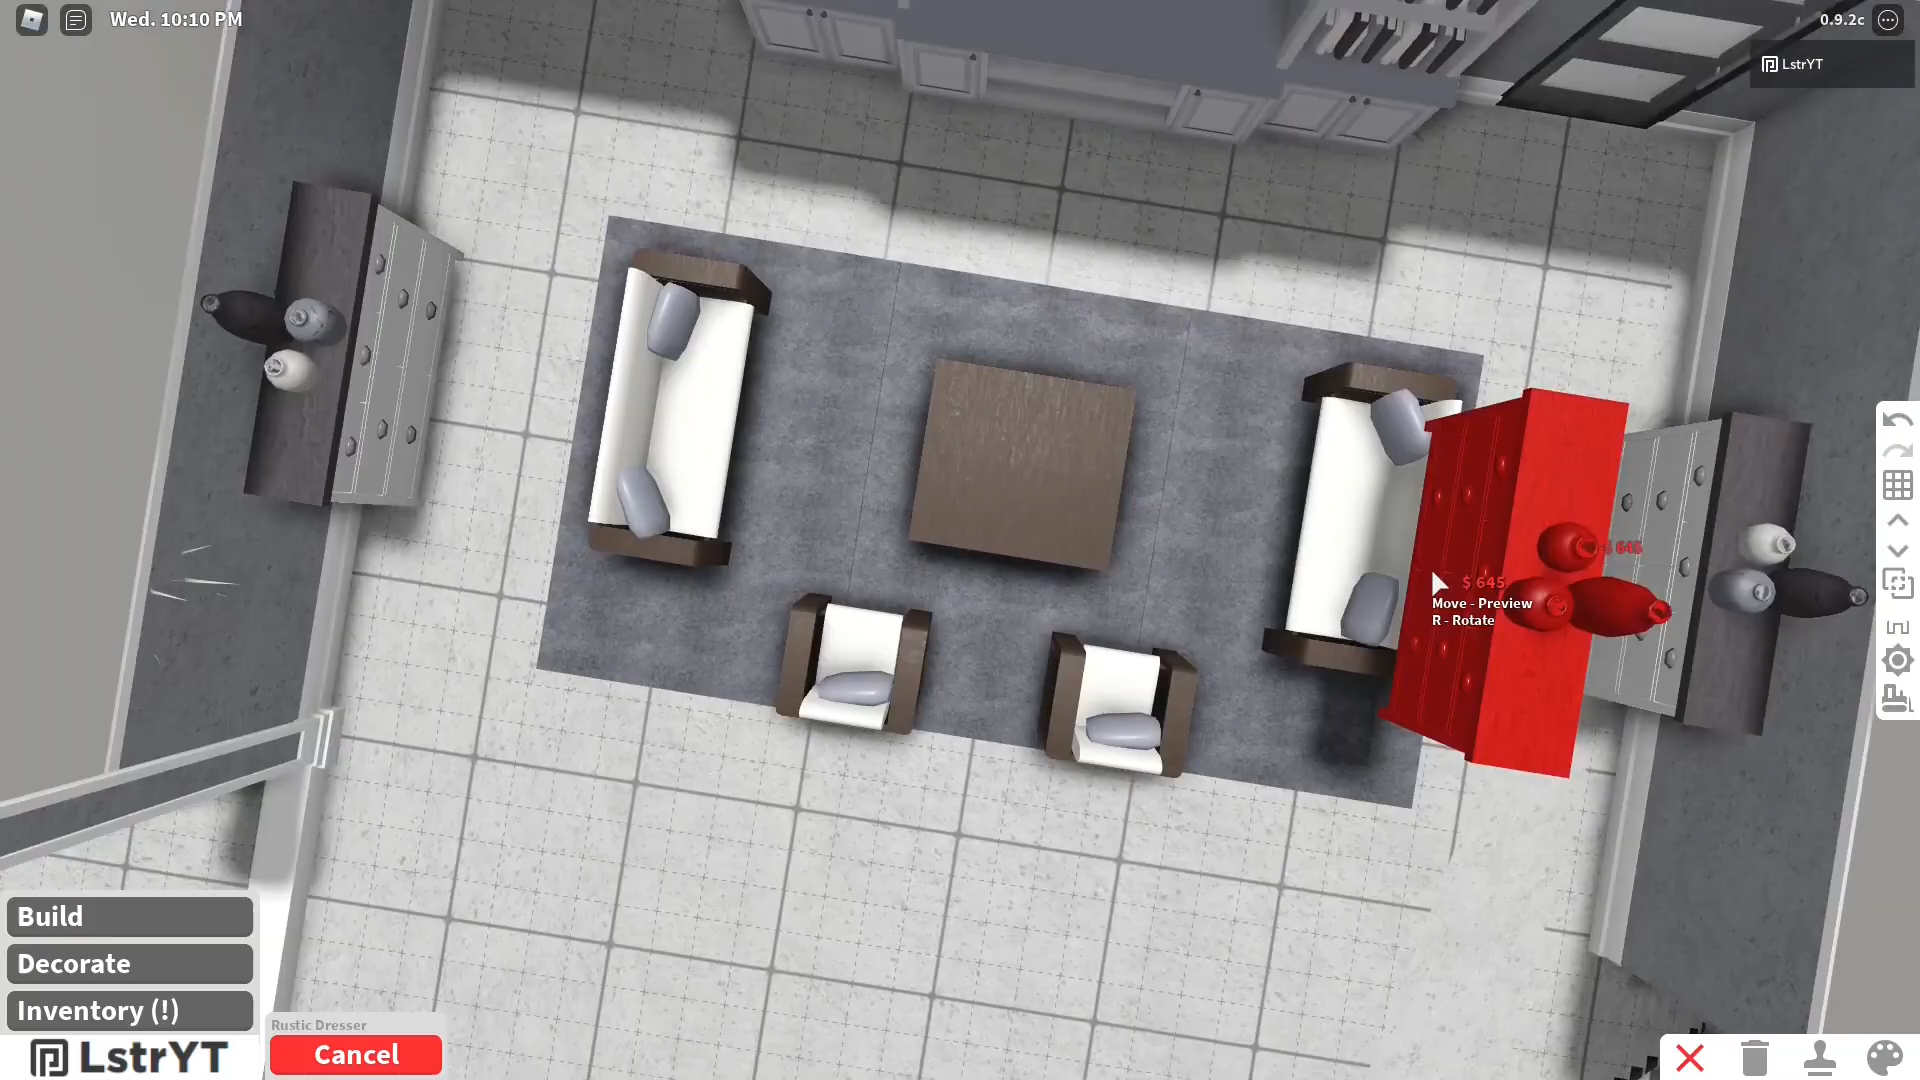 Wed. 10:10 PM
0.9.2c
LstrYT
$ 645
$ 645
Move - Preview
R - Rotate
Build
Decorate
Inventory (!)
LstrYT
Rustic Dresser
Cancel